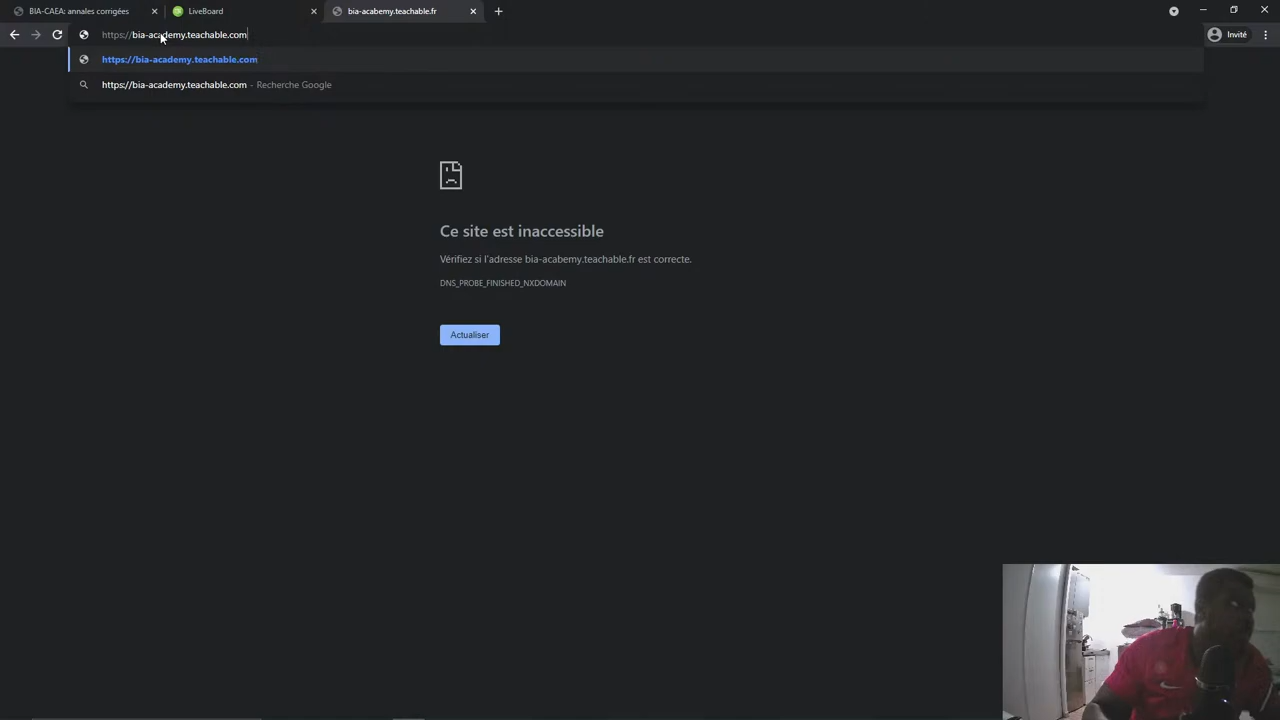 BIA-CAEA: annales corrigées
LiveBoard
bia-acabemy.teachable.fr
https://bia-academy.teachable.com
Invité
https://bia-academy.teachable.com
https://bia-academy.teachable.com - Recherche Google
Ce site est inaccessible
Vérifiez si l'adresse bia-acabemy.teachable.fr est correcte.
DNS_PROBE_FINISHED_NXDOMAIN
Actualiser